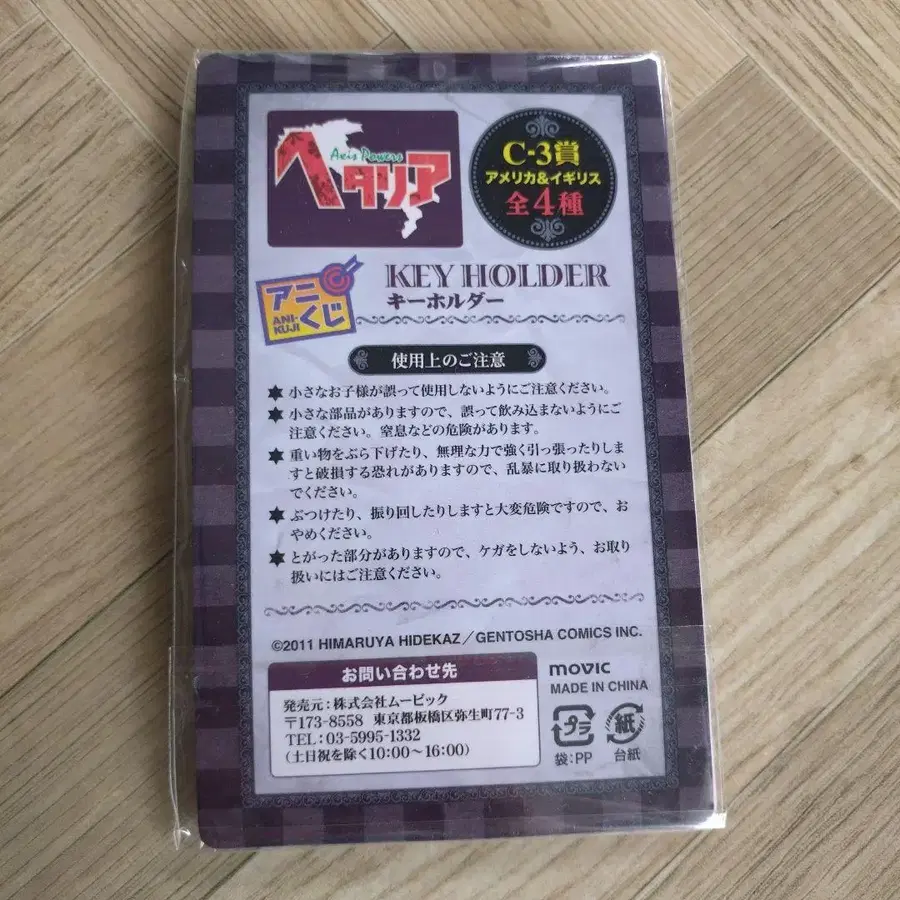 Axis Powers
ヘタリア
C-3賞
アメリカ&イギリス
全4種
アニくじ
ANI-KUJI
KEY HOLDER
キーホルダー
使用上のご注意
★小さなお子様が誤って使用しないようにご注意ください。
★小さな部品がありますので、誤って飲み込まないようにご
注意ください。窒息などの危険があります。
★重い物をぶら下げたり、無理な力で強く引っ張ったりしま
すと破損する恐れがありますので、乱暴に取り扱わない
でください。
★ぶつけたり、振り回したりしますと大変危険ですので、お
やめください。
★とがった部分がありますので、ケガをしないよう、お取り
扱いにはご注意ください。
©2011 HIMARUYA HIDEKAZ／GENTOSHA COMICS INC.
お問い合わせ先
発売元：株式会社ムービック
〒173-8558 東京都板橋区弥生町77-3
TEL：03-5995-1332
（土日祝を除く10:00〜16:00）
movic
MADE IN CHINA
プラ
袋：PP
紙
台紙